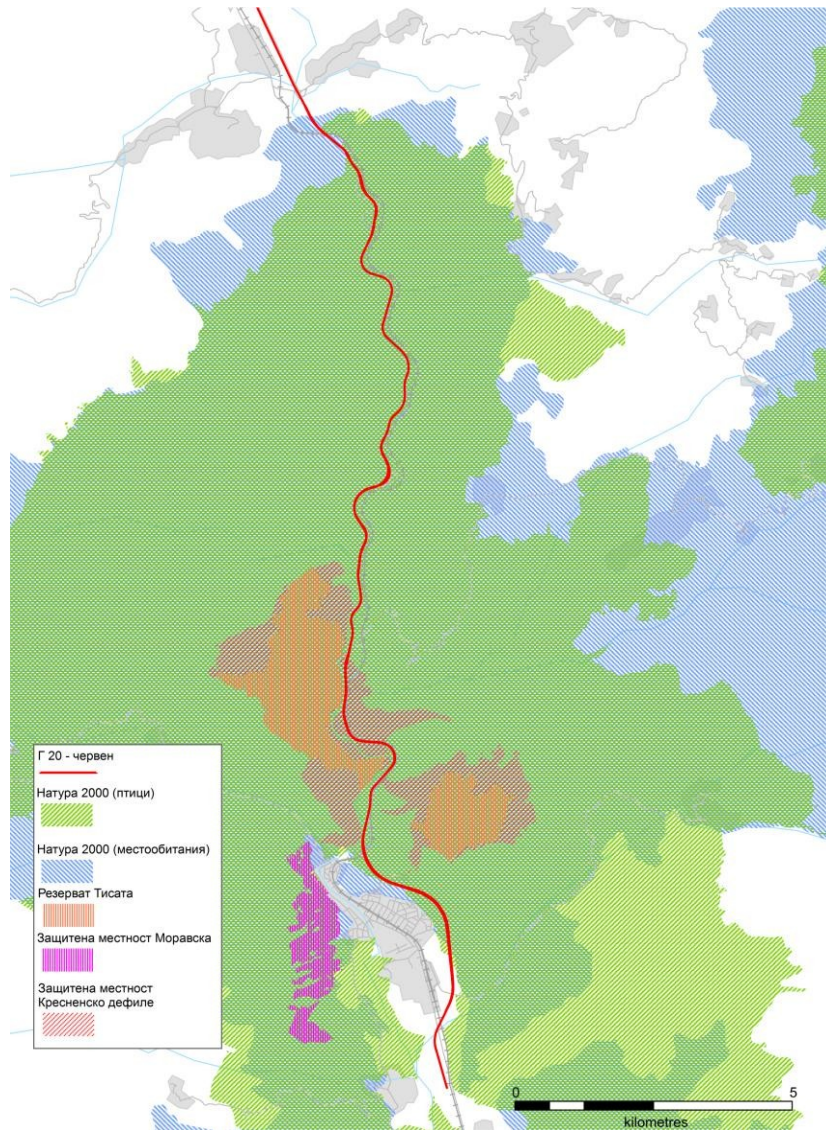 Г 20 - червен
Натура 2000 (птици)
Натура 2000 (местообитания)
Резерват Тисата
Защитена местност Моравска
Защитена местност
Кресненско дефиле
0 5
kilometres